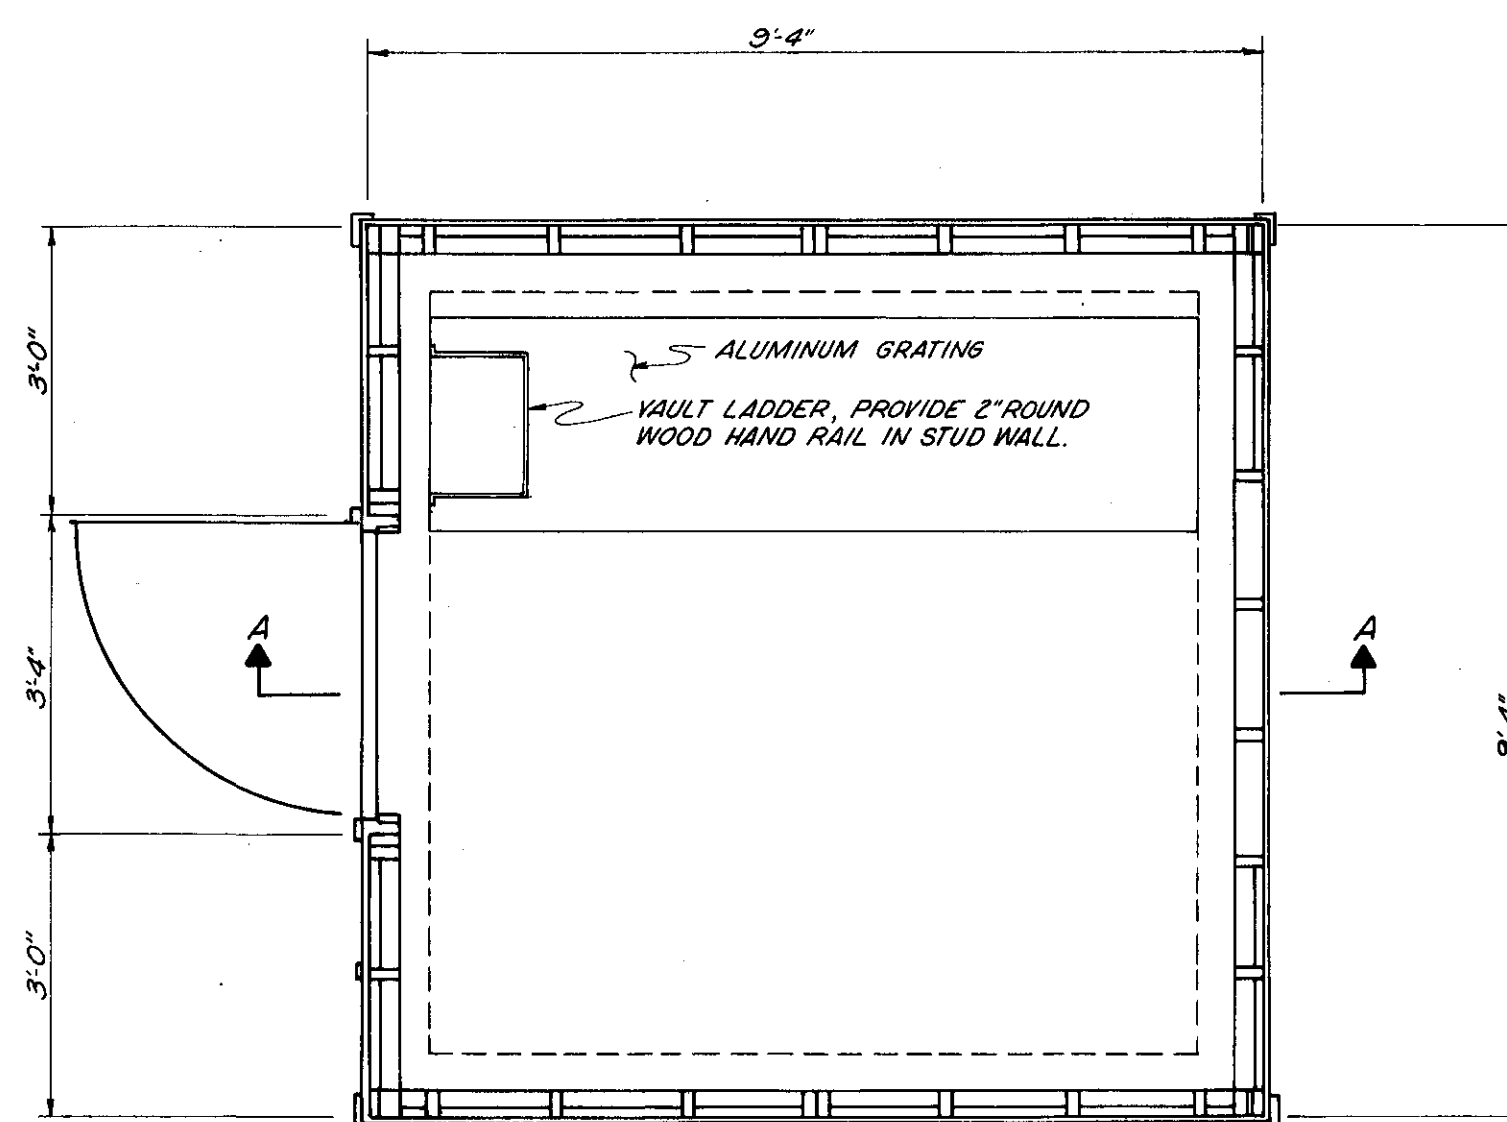 9'-4"
3'-0"
ALUMINUM GRATING
VAULT LADDER, PROVIDE 2" ROUND
WOOD HAND RAIL IN STUD WALL.
A
A
3'-4"
3'-0"